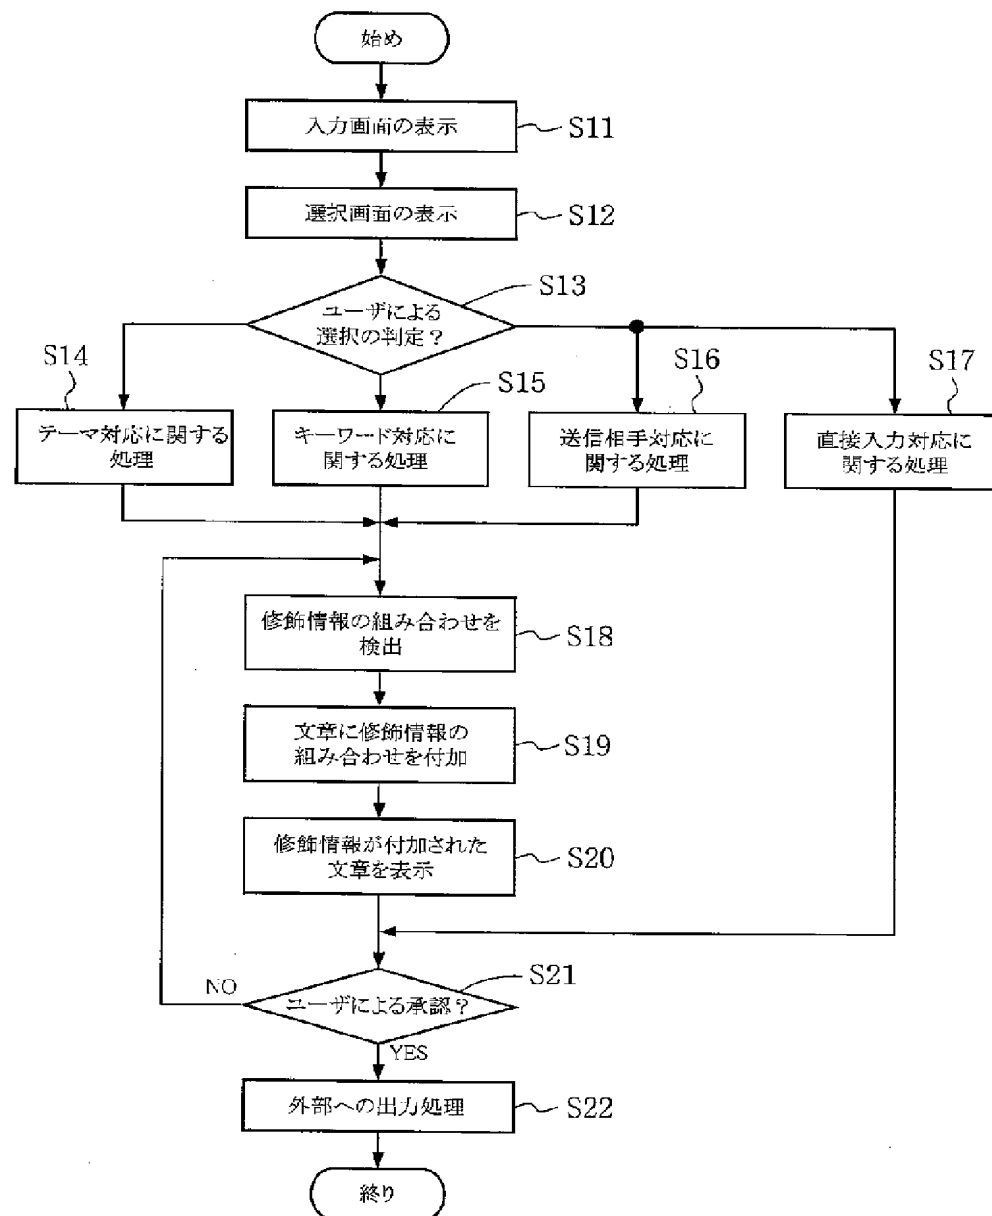 始め
入力画面の表示
S11
選択画面の表示
S12
S13
ユーザによる
選択の判定？
S14
テーマ対応に関する
処理
S15
キーワード対応に
関する処理
S16
送信相手対応に
関する処理
S17
直接入力対応に
関する処理
修飾情報の組み合わせを
検出
S18
文章に修飾情報の
組み合わせを付加
S19
修飾情報が付加された
文章を表示
S20
S21
ユーザによる承認？
NO
YES
外部への出力処理
S22
終り